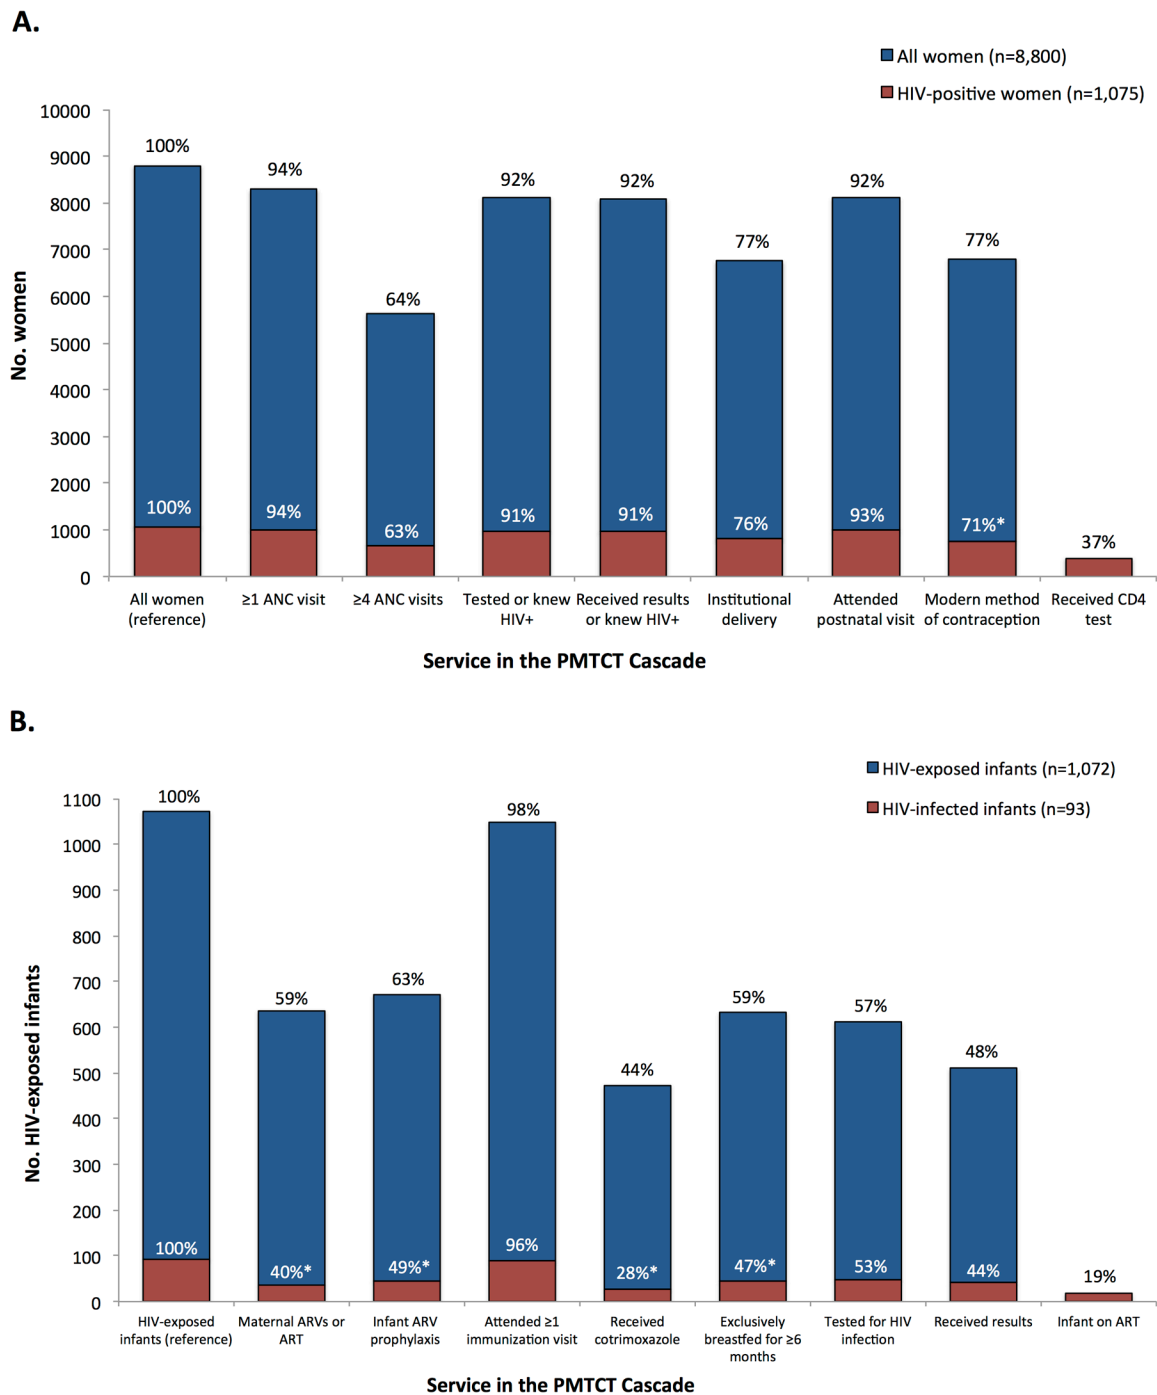 A.
All women (n=8,800)
HIV-positive women (n=1,075)
10000
9000
8000
7000
6000
5000
4000
3000
2000
1000
0
No. women
100%
94%
64%
92%
92%
77%
92%
77%
37%
100%
94%
63%
91%
91%
76%
93%
71%*
All women
(reference)
≥1 ANC visit
≥4 ANC visits
Tested or knew
HIV+
Received results
or knew HIV+
Institutional
delivery
Attended
postnatal visit
Modern method
of contraception
Received CD4
test
Service in the PMTCT Cascade
B.
HIV-exposed infants (n=1,072)
HIV-infected infants (n=93)
1100
1000
900
800
700
600
500
400
300
200
100
0
No. HIV-exposed infants
100%
59%
63%
98%
44%
59%
57%
48%
19%
100%
40%*
49%*
96%
28%*
47%*
53%
44%
HIV-exposed
infants (reference)
Maternal ARVs or
ART
Infant ARV
prophylaxis
Attended ≥1
immunization visit
Received
cotrimoxazole
Exclusively
breastfed for ≥6
months
Tested for HIV
infection
Received results
Infant on ART
Service in the PMTCT Cascade